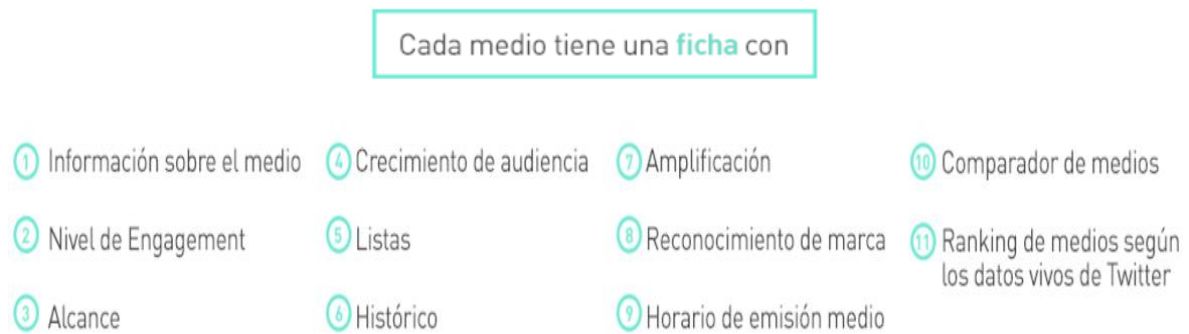 Cada medio tiene una ficha con
1 Información sobre el medio
2 Nivel de Engagement
3 Alcance
4 Crecimiento de audiencia
5 Listas
6 Histórico
7 Amplificación
8 Reconocimiento de marca
9 Horario de emisión medio
10 Comparador de medios
11 Ranking de medios según
los datos vivos de Twitter